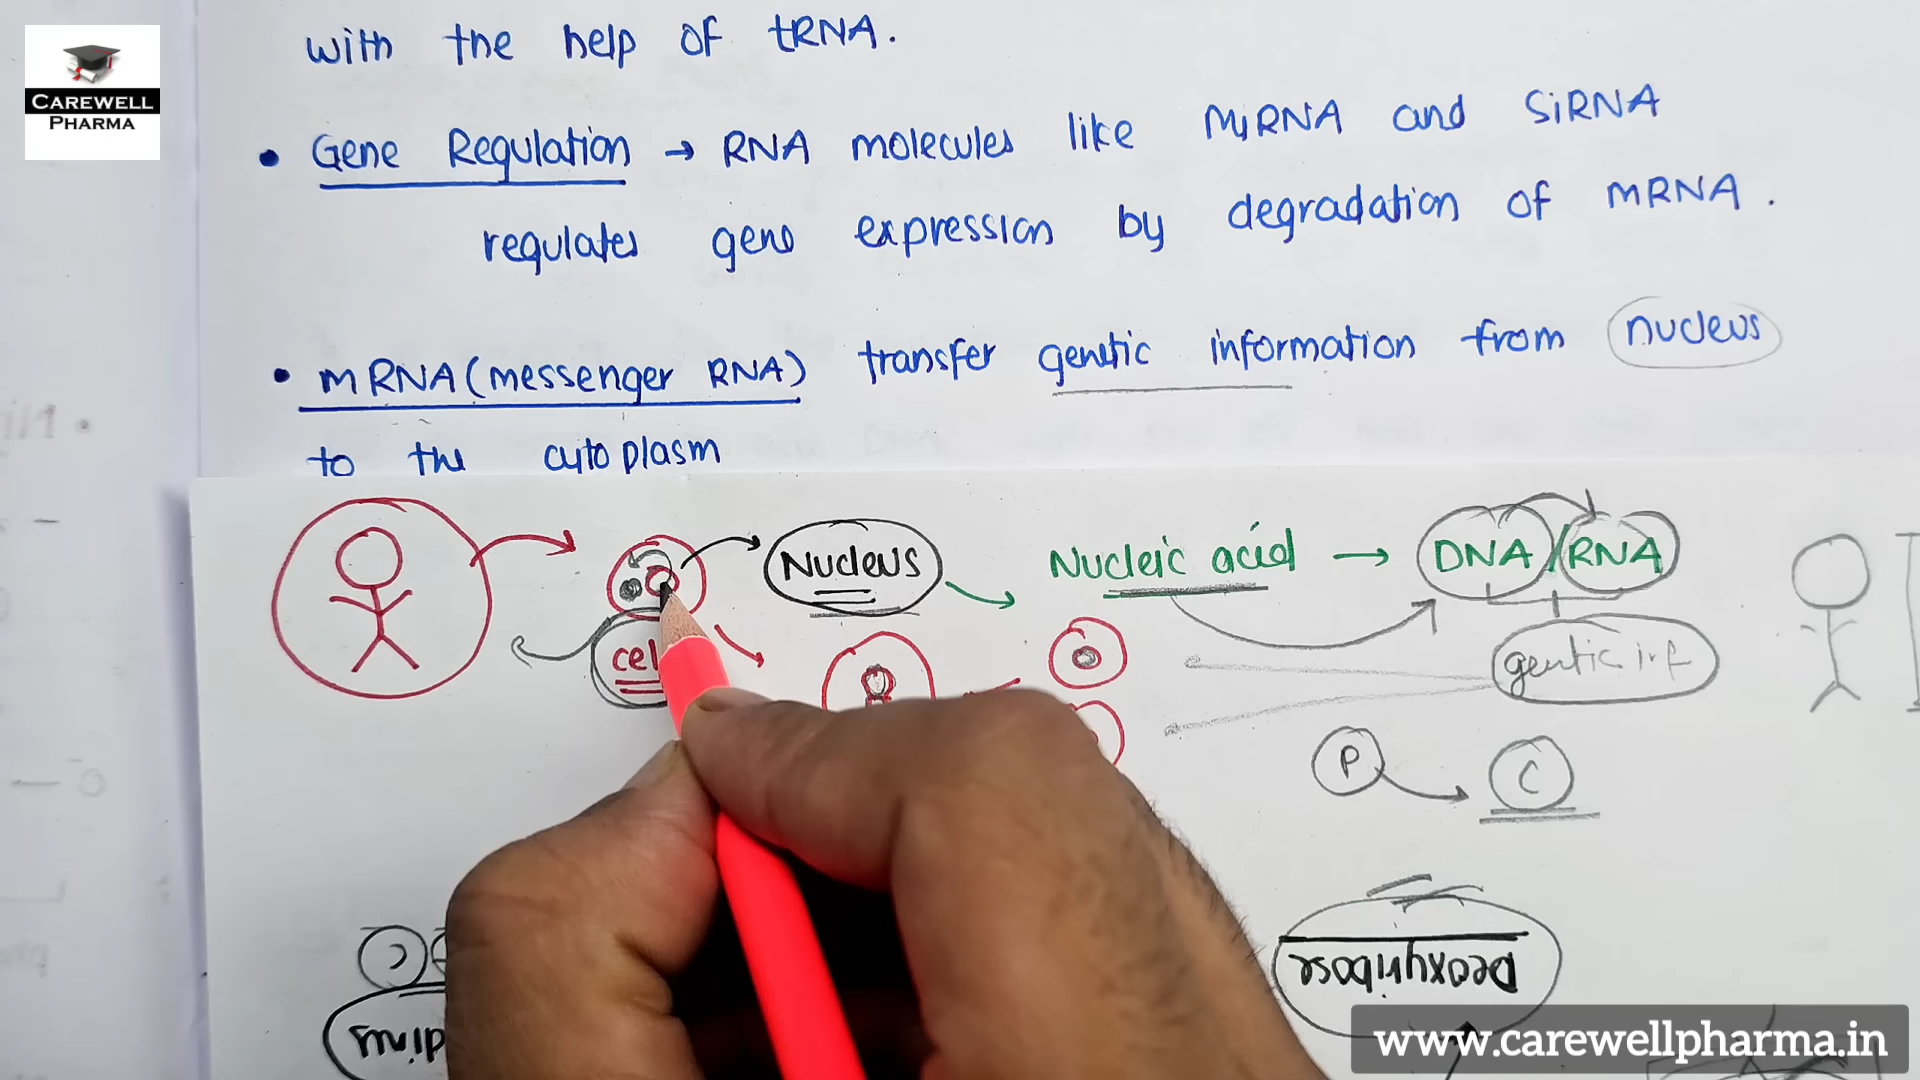 with the help of tRNA.
CAREWELL
PHARMA
• Gene Regulation → RNA molecules like MiRNA and SiRNA
regulates gene expression by degradation of mRNA.
• mRNA (messenger RNA) transfer genetic information from nucleus
to the cytoplasm
Nucleus
Nucleic acid → DNA/RNA
cel
gentic inf
P
C
C
Deoxyribose
www.carewellpharma.in